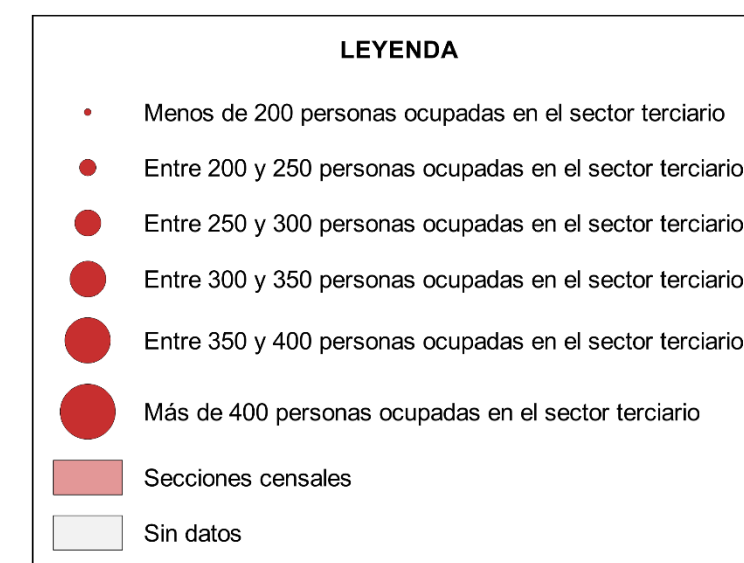 LEYENDA
Menos de 200 personas ocupadas en el sector terciario
Entre 200 y 250 personas ocupadas en el sector terciario
Entre 250 y 300 personas ocupadas en el sector terciario
Entre 300 y 350 personas ocupadas en el sector terciario
Entre 350 y 400 personas ocupadas en el sector terciario
Más de 400 personas ocupadas en el sector terciario
Secciones censales
Sin datos